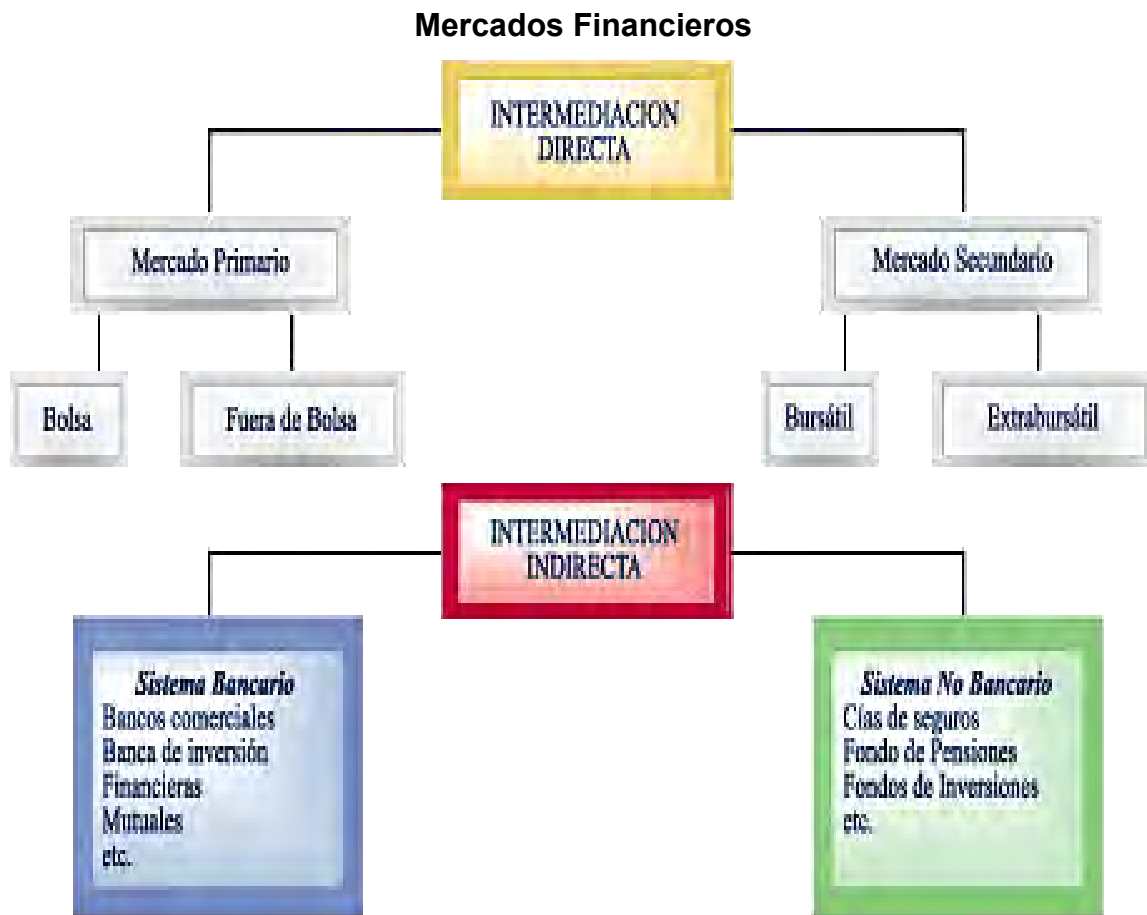 Mercados Financieros
INTERMEDIACION
DIRECTA
Mercado Primario
Mercado Secundario
Bolsa
Fuera de Bolsa
Bursátil
Extrabursátil
INTERMEDIACION
INDIRECTA
Sistema Bancario
Bancos comerciales
Banca de inversión
Financieras
Mutuales
etc.
Sistema No Bancario
Cías de seguros
Fondo de Pensiones
Fondos de Inversiones
etc.